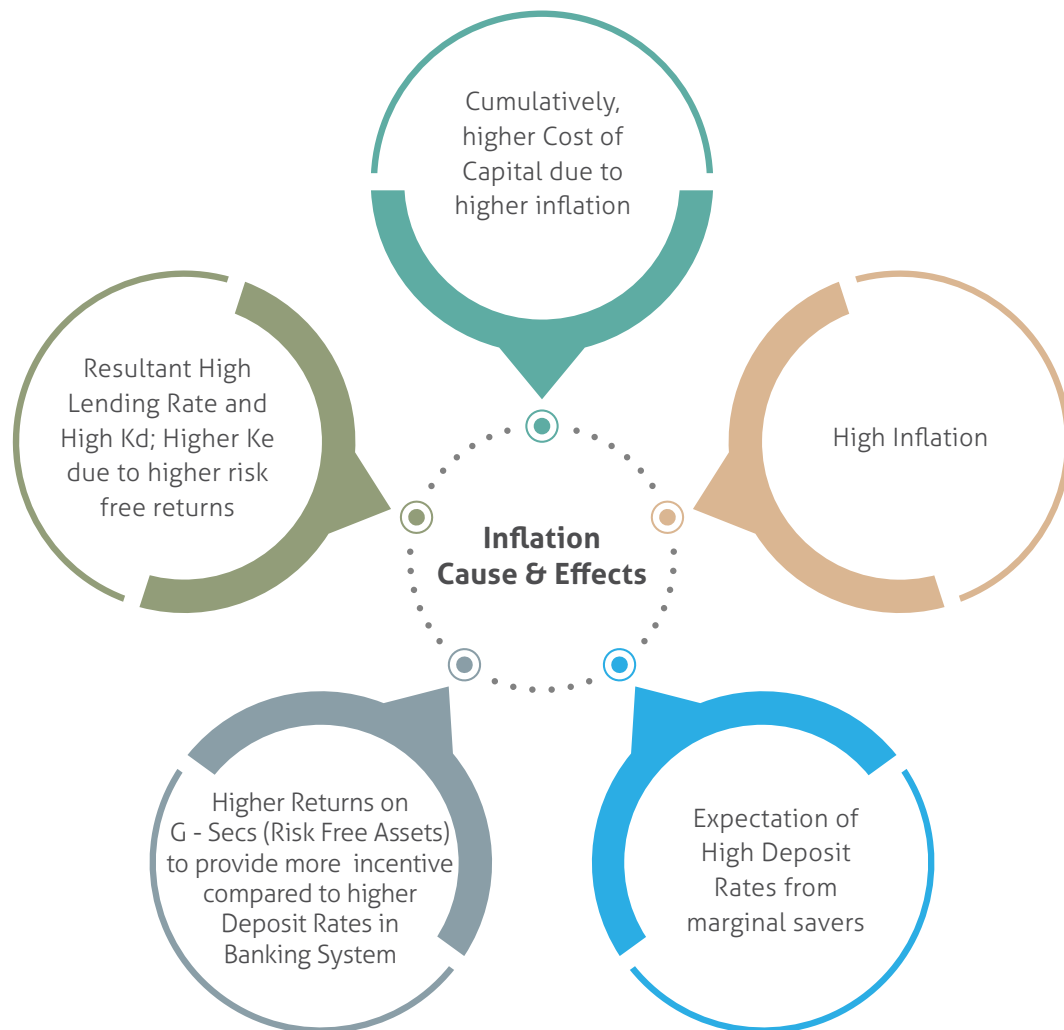 Cumulatively,
higher Cost of
Capital due to
higher inflation
Resultant High
Lending Rate and
High Kd; Higher Ke
due to higher risk
free returns
High Inflation
Inflation
Cause & Effects
Higher Returns on
G - Secs (Risk Free Assets)
to provide more incentive
compared to higher
Deposit Rates in
Banking System
Expectation of
High Deposit
Rates from
marginal savers